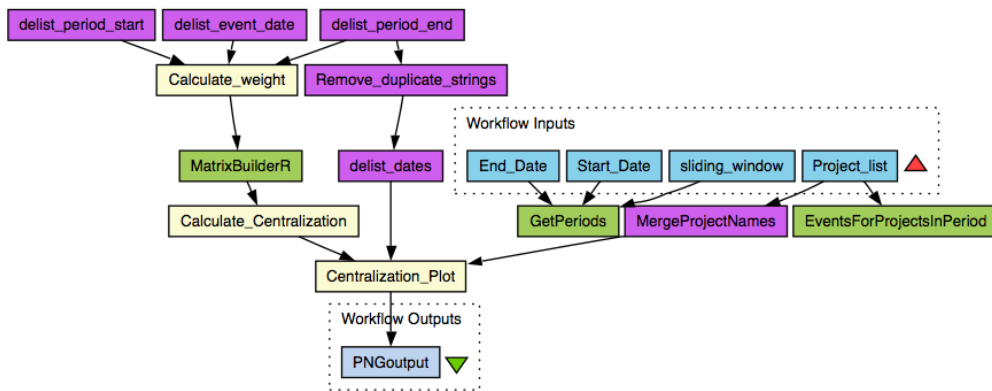 delist_period_start
delist_event_date
delist_period_end
Calculate_weight
Remove_duplicate_strings
Workflow Inputs
MatrixBuilderR
delist_dates
End_Date
Start_Date
sliding_window
Project_list
Calculate_Centralization
GetPeriods
MergeProjectNames
EventsForProjectsInPeriod
Centralization_Plot
Workflow Outputs
PNGoutput